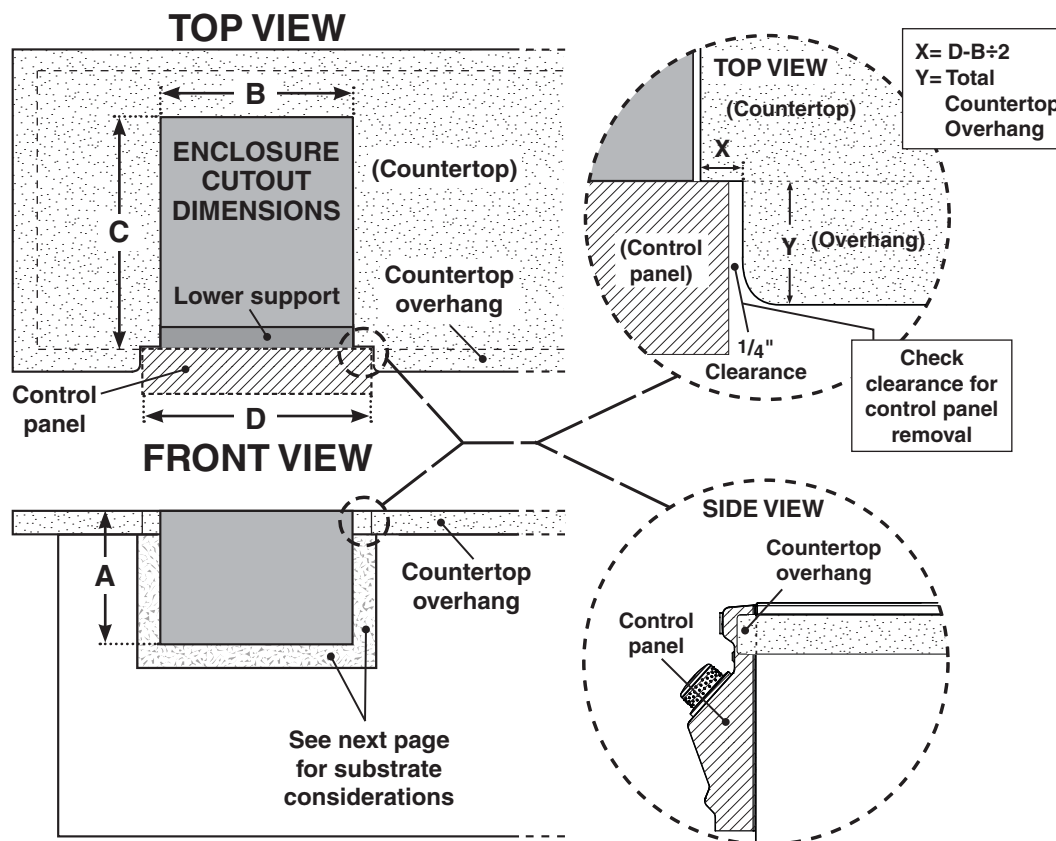 TOP VIEW
B
ENCLOSURE
CUTOUT
DIMENSIONS
C
(Countertop)
Lower support
Countertop
overhang
Control
panel
D
TOP VIEW
(Countertop)
X
(Control
panel)
Y
(Overhang)
1/4"
Clearance
X= D-B÷2
Y= Total
Countertop
Overhang
Check
clearance for
control panel
removal
FRONT VIEW
A
Countertop
overhang
See next page
for substrate
considerations
SIDE VIEW
Countertop
overhang
Control
panel